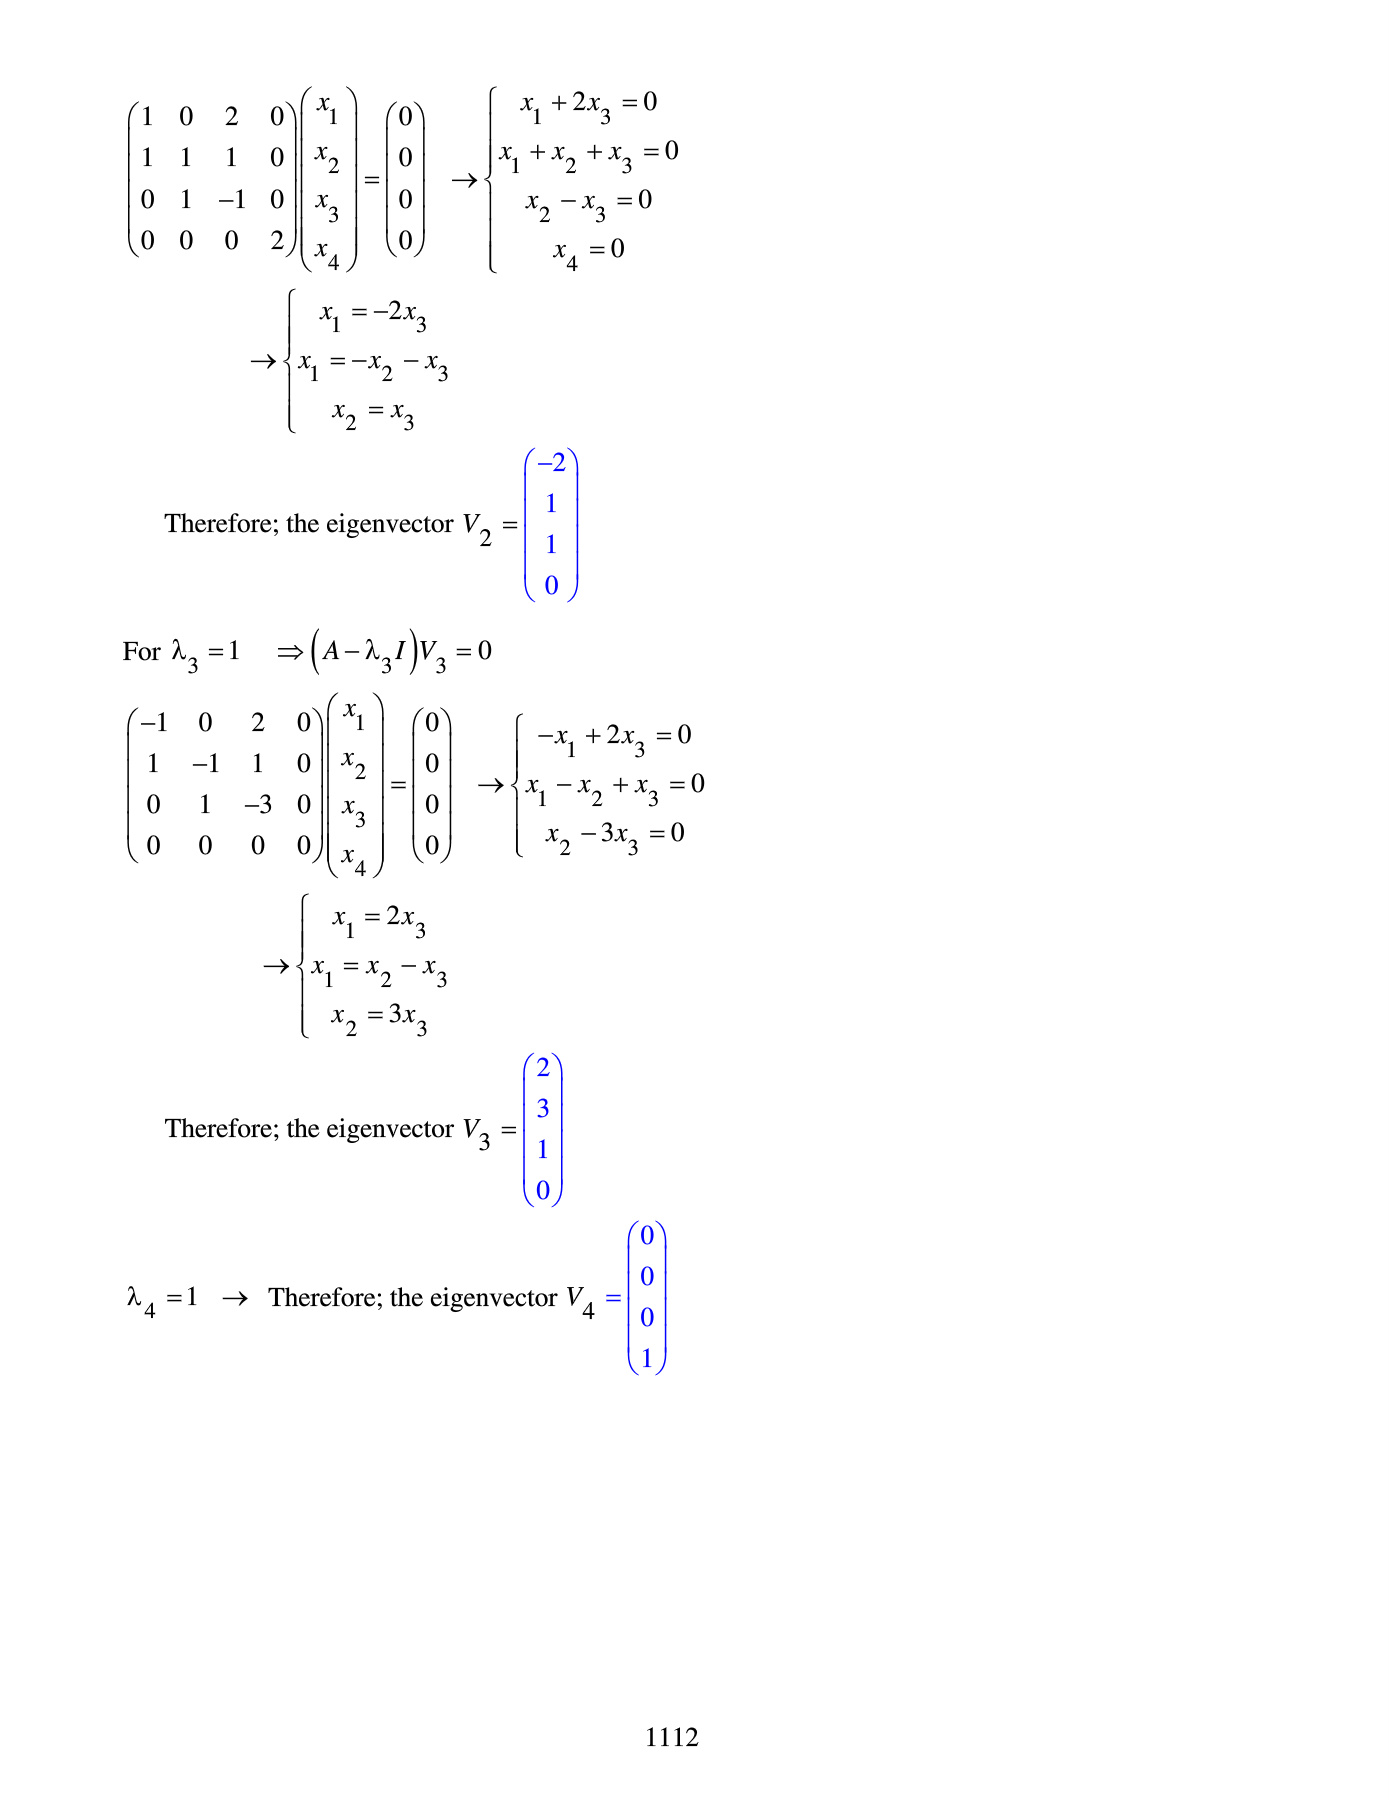 $\begin{pmatrix} 1 & 0 & 2 & 0 \\ 1 & 1 & 1 & 0 \\ 0 & 1 & -1 & 0 \\ 0 & 0 & 0 & 2 \end{pmatrix} \begin{pmatrix} x_1 \\ x_2 \\ x_3 \\ x_4 \end{pmatrix} = \begin{pmatrix} 0 \\ 0 \\ 0 \\ 0 \end{pmatrix} \rightarrow \begin{cases} x_1 + 2x_3 = 0 \\ x_1 + x_2 + x_3 = 0 \\ x_2 - x_3 = 0 \\ x_4 = 0 \end{cases}$
$\rightarrow \begin{cases} x_1 = -2x_3 \\ x_1 = -x_2 - x_3 \\ x_2 = x_3 \end{cases}$
Therefore; the eigenvector $V_2 = \begin{pmatrix} -2 \\ 1 \\ 1 \\ 0 \end{pmatrix}$
For $\lambda_3 = 1 \Rightarrow (A - \lambda_3 I)V_3 = 0$
$\begin{pmatrix} -1 & 0 & 2 & 0 \\ 1 & -1 & 1 & 0 \\ 0 & 1 & -3 & 0 \\ 0 & 0 & 0 & 0 \end{pmatrix} \begin{pmatrix} x_1 \\ x_2 \\ x_3 \\ x_4 \end{pmatrix} = \begin{pmatrix} 0 \\ 0 \\ 0 \\ 0 \end{pmatrix} \rightarrow \begin{cases} -x_1 + 2x_3 = 0 \\ x_1 - x_2 + x_3 = 0 \\ x_2 - 3x_3 = 0 \end{cases}$
$\rightarrow \begin{cases} x_1 = 2x_3 \\ x_1 = x_2 - x_3 \\ x_2 = 3x_3 \end{cases}$
Therefore; the eigenvector $V_3 = \begin{pmatrix} 2 \\ 3 \\ 1 \\ 0 \end{pmatrix}$
$\lambda_4 = 1 \rightarrow$ Therefore; the eigenvector $V_4 = \begin{pmatrix} 0 \\ 0 \\ 0 \\ 1 \end{pmatrix}$
1112